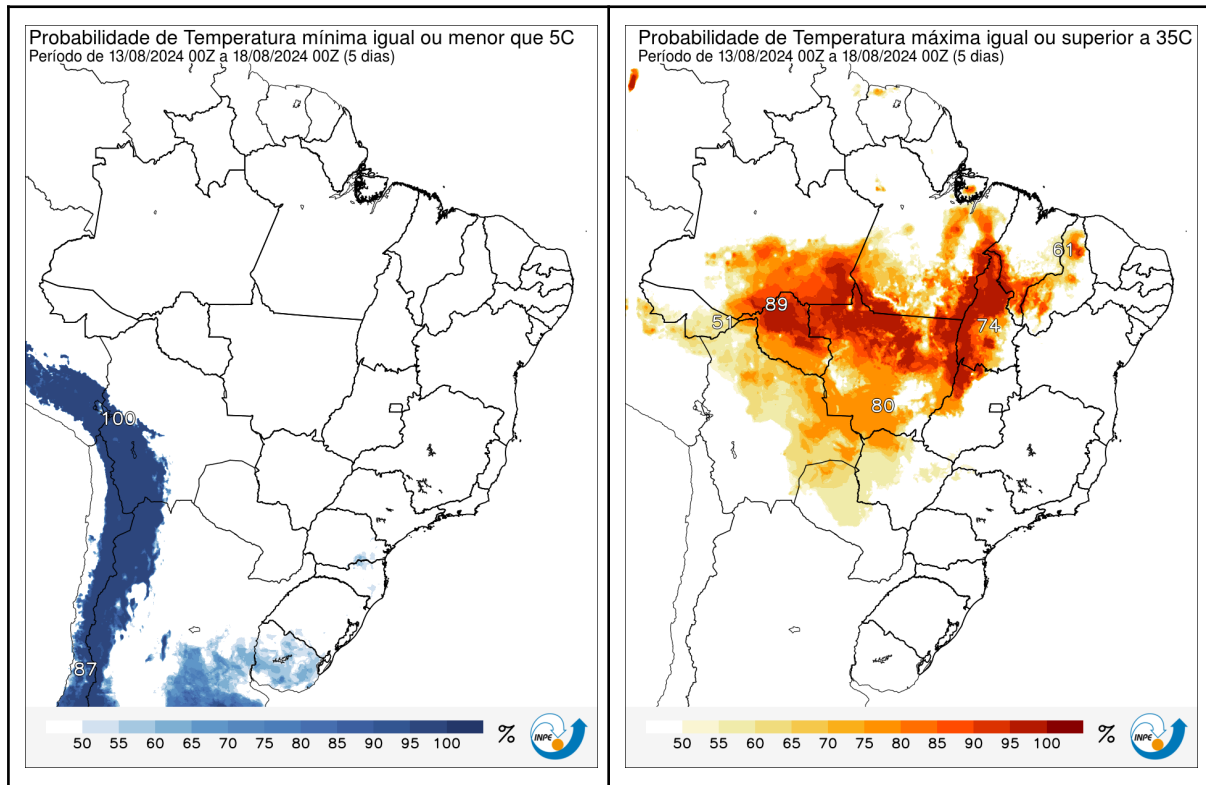 Probabilidade de Temperatura mínima igual ou menor que 5C
Período de 13/08/2024 00Z a 18/08/2024 00Z (5 dias)
100
87
50 55 60 65 70 75 80 85 90 95 100 %
INPE
Probabilidade de Temperatura máxima igual ou superior a 35C
Período de 13/08/2024 00Z a 18/08/2024 00Z (5 dias)
61
89
51
74
80
50 55 60 65 70 75 80 85 90 95 100 %
INPE